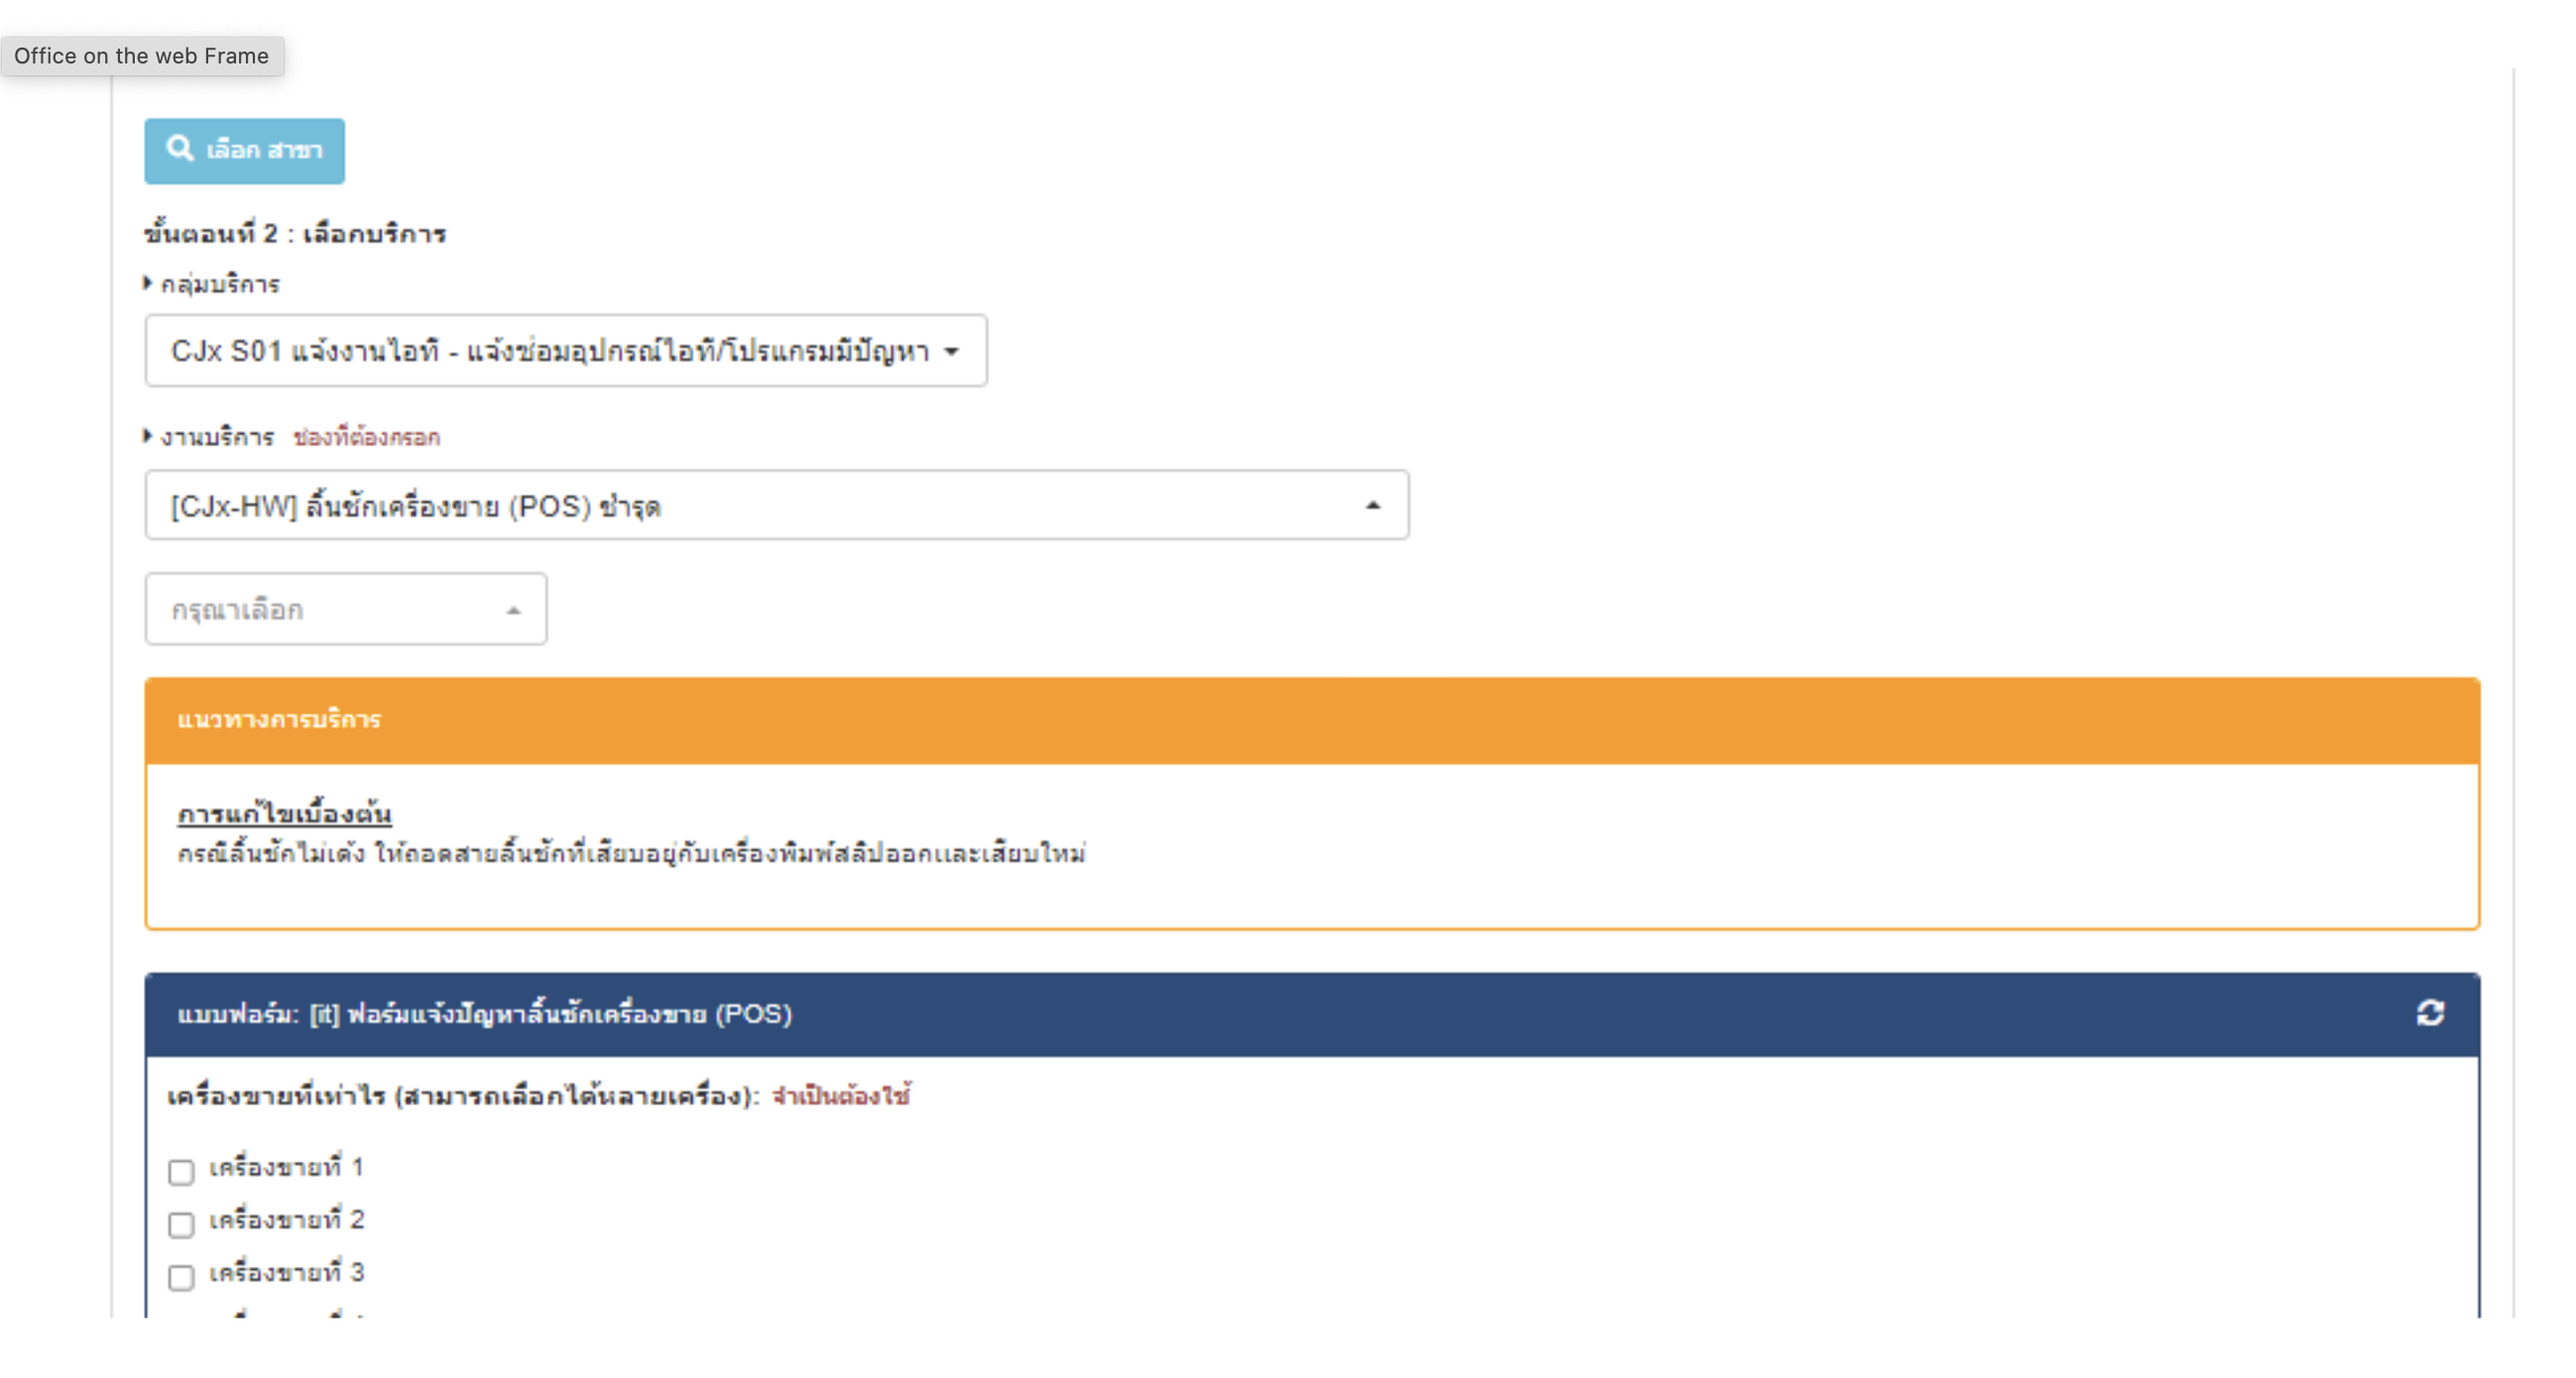 Office on the web Frame
เลือก สาขา
ขั้นตอนที่ 2 : เลือกบริการ
กลุ่มบริการ
CJx S01 แจ้งงานไอที - แจ้งซ่อมอุปกรณ์ไอที/โปรแกรมมีปัญหา
งานบริการ ช่องที่ต้องกรอก
[CJx-HW] ลิ้นชักเครื่องขาย (POS) ชำรุด
กรุณาเลือก
แนวทางการบริการ
การแก้ไขเบื้องต้น
กรณีลิ้นชักไม่เด้ง ให้ถอดสายลิ้นชักที่เสียบอยู่กับเครื่องพิมพ์สลิปออกและเสียบใหม่
แบบฟอร์ม: [it] ฟอร์มแจ้งปัญหาลิ้นชักเครื่องขาย (POS)
เครื่องขายที่เท่าไร (สามารถเลือกได้หลายเครื่อง): จำเป็นต้องใช้
เครื่องขายที่ 1
เครื่องขายที่ 2
เครื่องขายที่ 3